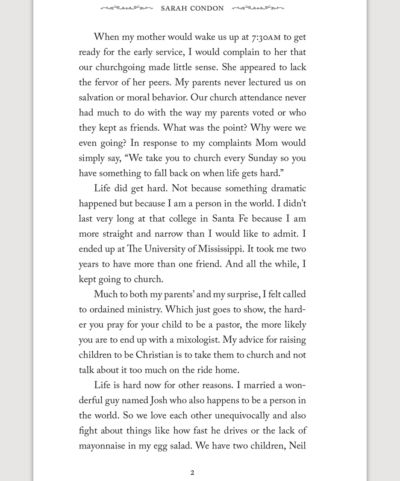 SARAH CONDON
When my mother would wake us up at 7:30AM to get
ready for the early service, I would complain to her that
our churchgoing made little sense. She appeared to lack
the fervor of her peers. My parents never lectured us on
salvation or moral behavior. Our church attendance never
had much to do with the way my parents voted or who
they kept as friends. What was the point? Why were we
even going? In response to my complaints Mom would
simply say, “We take you to church every Sunday so you
have something to fall back on when life gets hard.”
Life did get hard. Not because something dramatic
happened but because I am a person in the world. I didn’t
last very long at that college in Santa Fe because I am
more straight and narrow than I would like to admit. I
ended up at The University of Mississippi. It took me two
years to have more than one friend. And all the while, I
kept going to church.
Much to both my parents’ and my surprise, I felt called
to ordained ministry. Which just goes to show, the hard-
er you pray for your child to be a pastor, the more likely
you are to end up with a mixologist. My advice for raising
children to be Christian is to take them to church and not
talk about it too much on the ride home.
Life is hard now for other reasons. I married a won-
derful guy named Josh who also happens to be a person in
the world. So we love each other unequivocally and also
fight about things like how fast he drives or the lack of
mayonnaise in my egg salad. We have two children, Neil
2